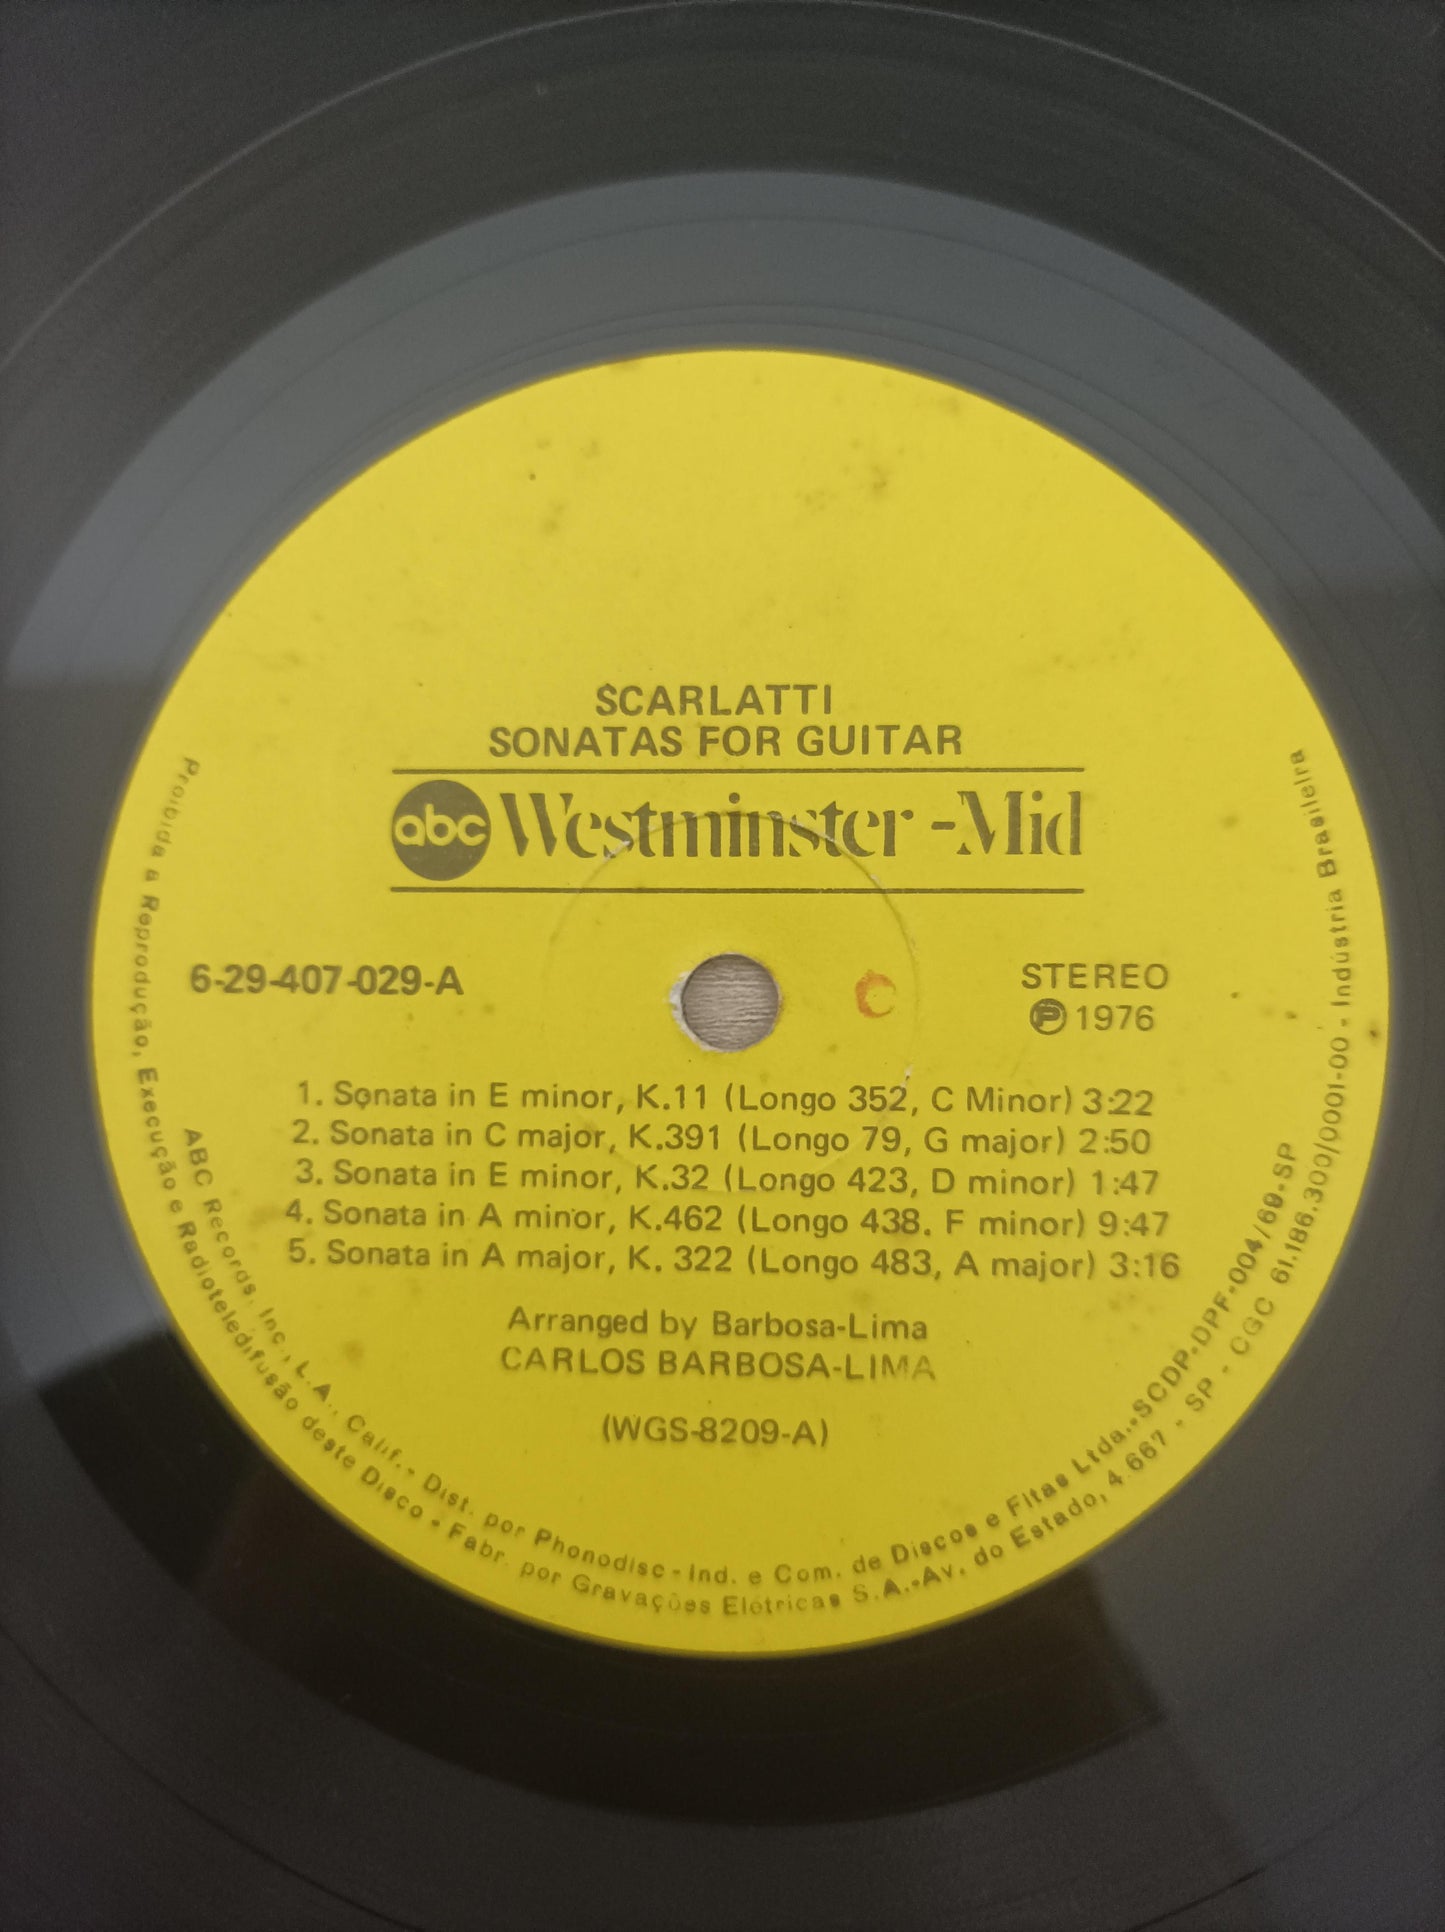 SCARLATTI
SONATAS FOR GUITAR
abc Westminster -Mid
6-29-407-029-A
STEREO
Ⓟ 1976
1. Sonata in E minor, K.11 (Longo 352, C Minor) 3:22
2. Sonata in C major, K.391 (Longo 79, G major) 2:50
3. Sonata in E minor, K.32 (Longo 423, D minor) 1:47
4. Sonata in A minor, K.462 (Longo 438. F minor) 9:47
5. Sonata in A major, K. 322 (Longo 483, A major) 3:16
Arranged by Barbosa-Lima
CARLOS BARBOSA-LIMA
(WGS-8209-A)
ABC Records, Inc., L.A., Calif. - Dist. por Phonodisc - Ind. e Com. de Discos e Fitas Ltda. - SCDP-DPF-004/69-SP
Proibida a Reprodução, Execução e Radioteledifusão deste Disco - Fabr. por Gravações Elétricas S.A. - Av. do Estado, 4.667 - SP - CGC 61.186.300/0001-00 - Indústria Brasileira